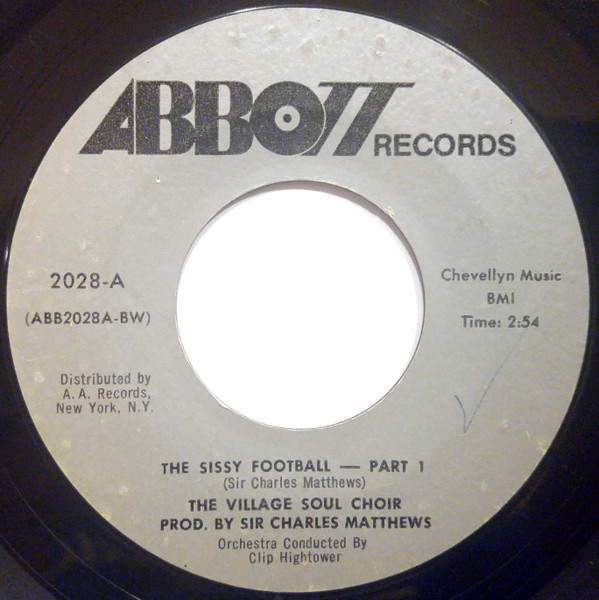 ABBOTT RECORDS
2028-A
(ABB2028A-BW)
Chevellyn Music
BMI
Time: 2:54
Distributed by
A. A. Records,
New York, N.Y.
THE SISSY FOOTBALL — PART 1
(Sir Charles Matthews)
THE VILLAGE SOUL CHOIR
PROD. BY SIR CHARLES MATTHEWS
Orchestra Conducted By
Clip Hightower